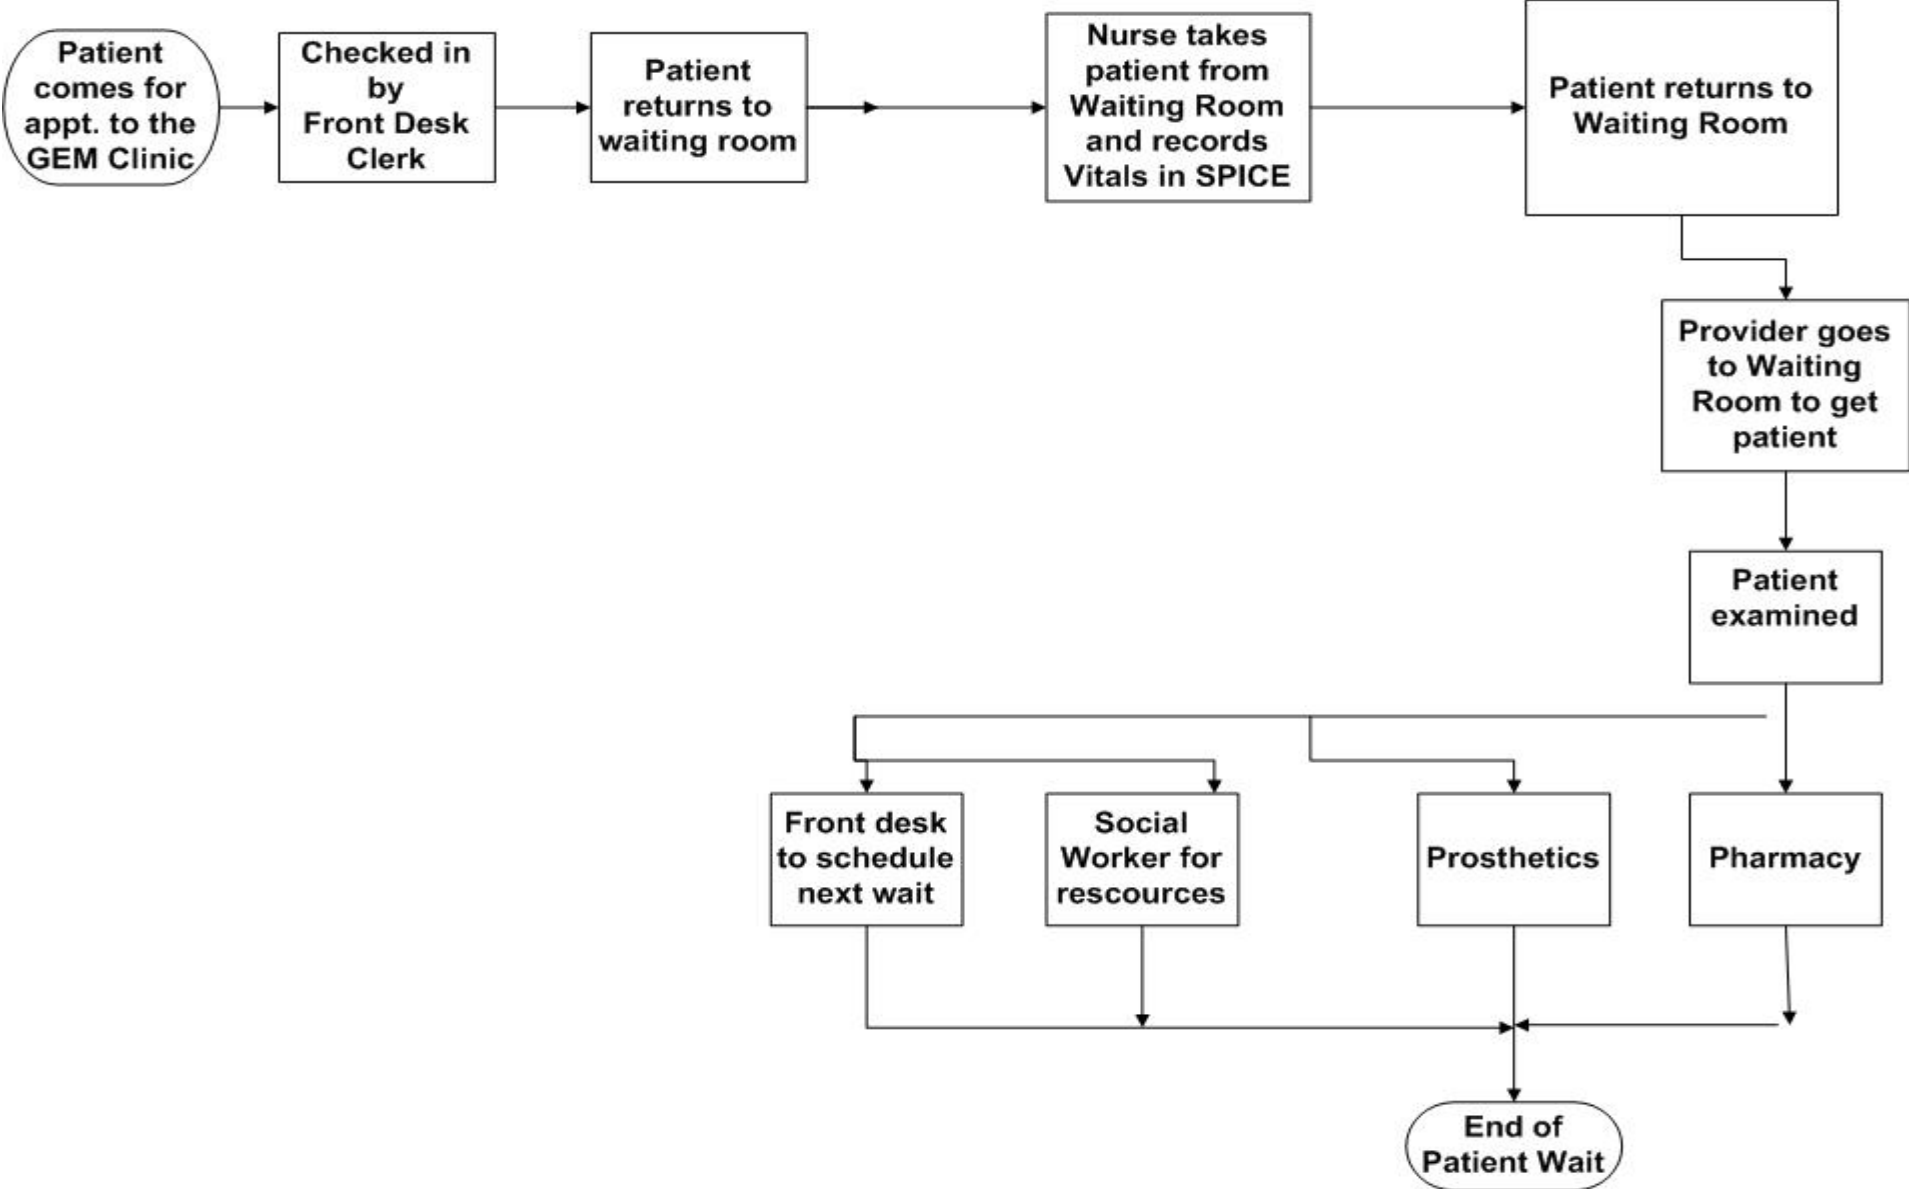 Patient
comes for
appt. to the
GEM Clinic
Checked in
by
Front Desk
Clerk
Patient
returns to
waiting room
Nurse takes
patient from
Waiting Room
and records
Vitals in SPICE
Patient returns to
Waiting Room
Provider goes
to Waiting
Room to get
patient
Patient
examined
Front desk
to schedule
next wait
Social
Worker for
rescources
Prosthetics
Pharmacy
End of
Patient Wait